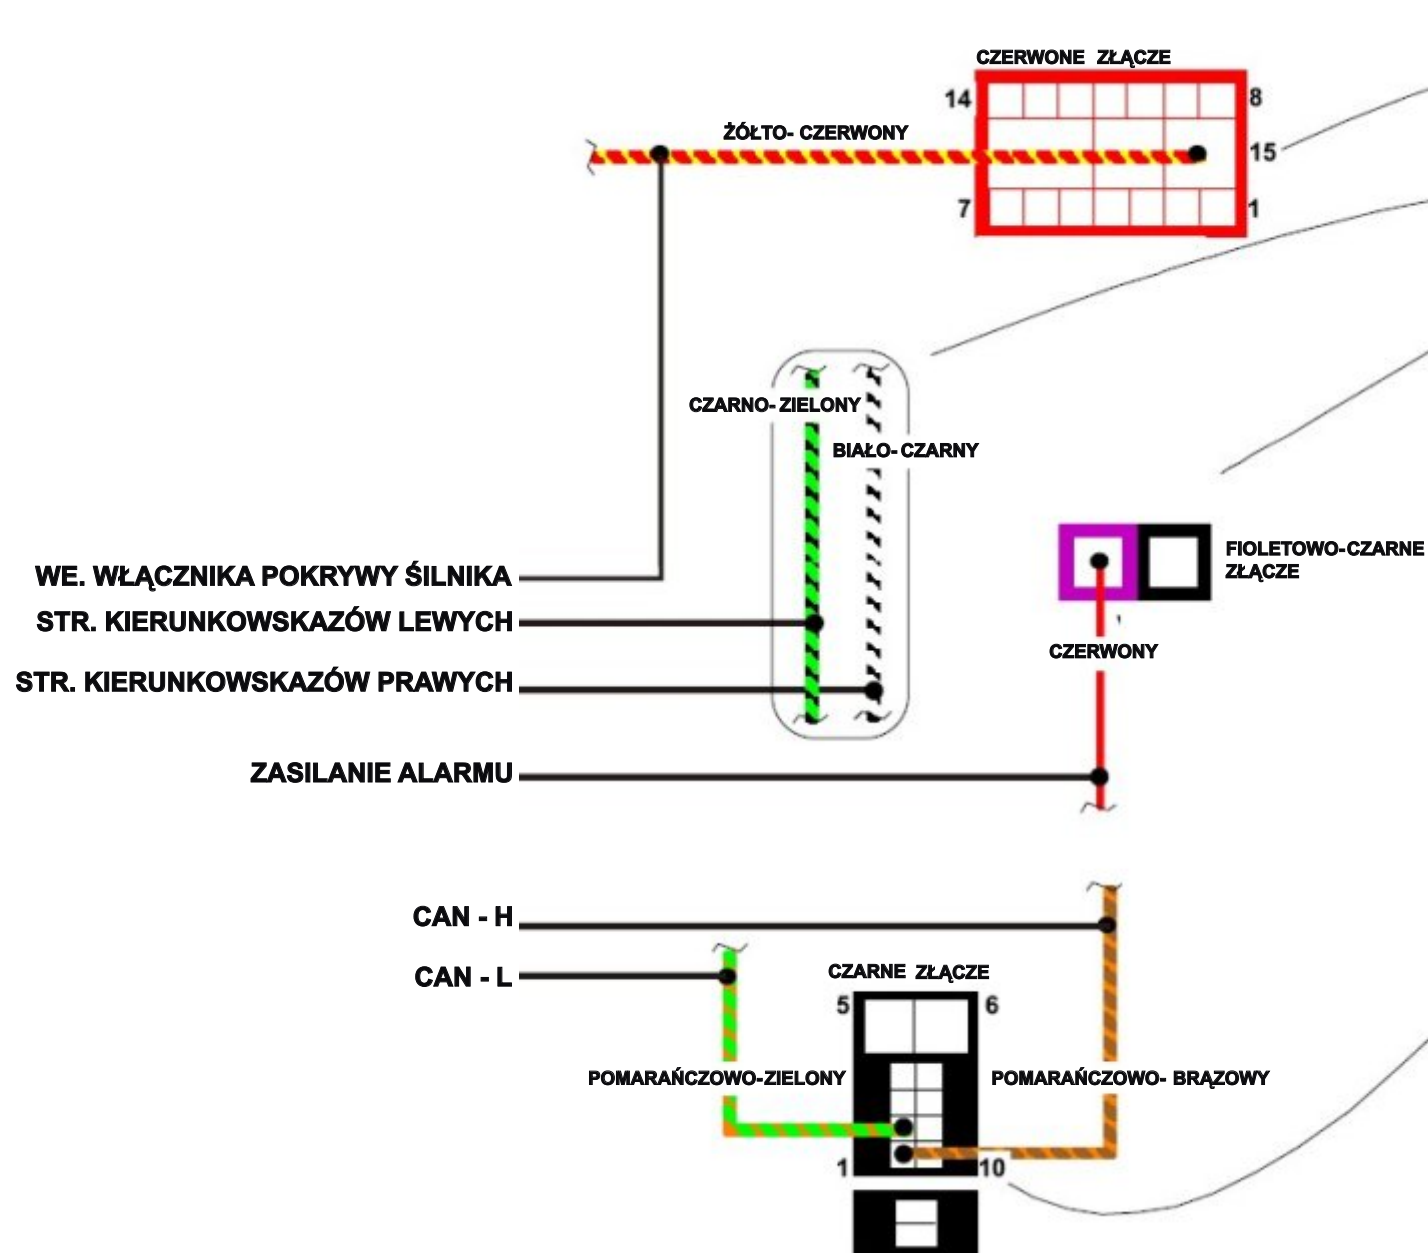 CZERWONE ZŁĄCZE
14
8
ŻÓŁTO- CZERWONY
15
7
1
CZARNO- ZIELONY
BIAŁO- CZARNY
FIOLETOWO-CZARNE
ZŁĄCZE
WE. WŁĄCZNIKA POKRYWY ŚILNIKA
STR. KIERUNKOWSKAZÓW LEWYCH
CZERWONY
STR. KIERUNKOWSKAZÓW PRAWYCH
ZASILANIE ALARMU
CAN - H
CAN - L
CZARNE ZŁĄCZE
5
6
POMARAŃCZOWO-ZIELONY
POMARAŃCZOWO- BRĄZOWY
1
10